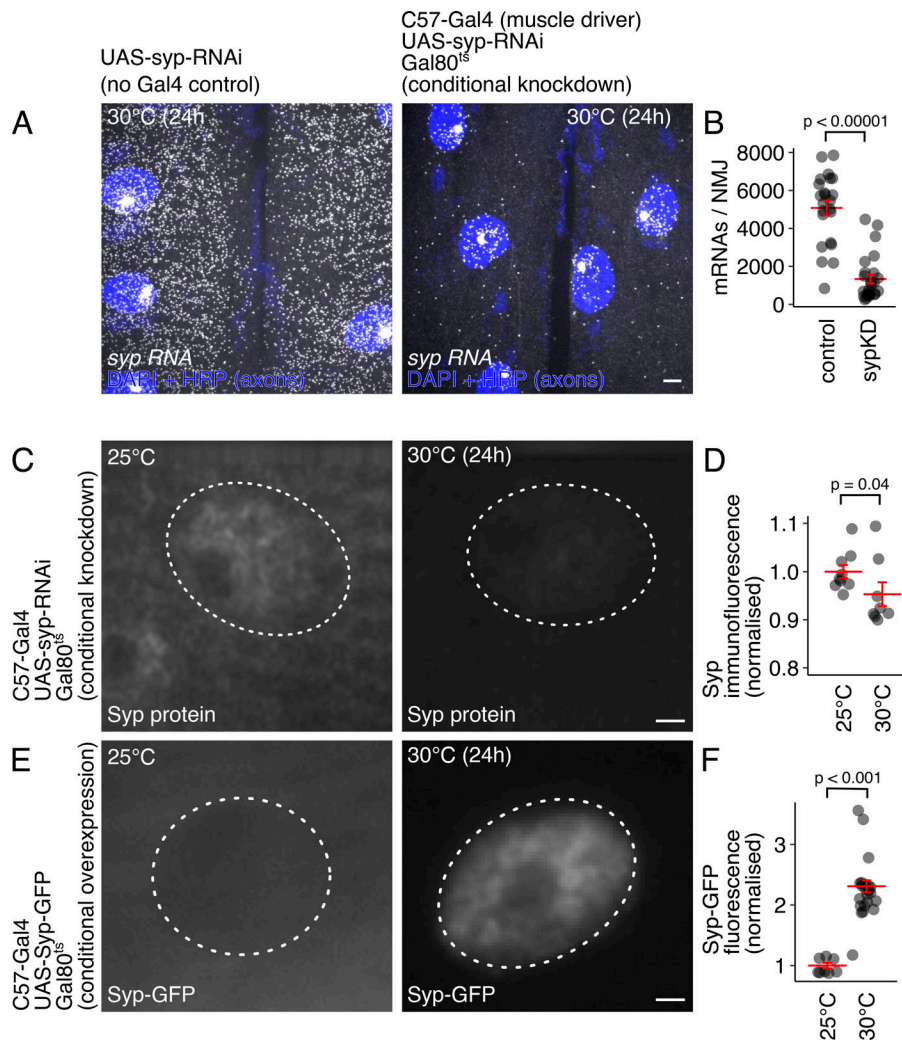 UAS-syp-RNAi
(no Gal4 control)
C57-Gal4 (muscle driver)
UAS-syp-RNAi
Gal80ts
(conditional knockdown)
A
30°C (24h
)
syp RNA
DAPI + HRP (axons)
30°C (24h)
syp RNA
DAPI + HRP (axons)
B
p < 0.00001
mRNAs / NMJ
8000
6000
4000
2000
0
control
sypKD
C
C57-Gal4
UAS-syp-RNAi
Gal80ts
(conditional knockdown)
25°C
Syp protein
30°C (24h)
Syp protein
D
p = 0.04
Syp
immunofluorescence
(normalised)
1.1
1.0
0.9
0.8
25°C
30°C
E
C57-Gal4
UAS-Syp-GFP
Gal80ts
(conditional overexpression)
25°C
Syp-GFP
30°C (24h)
Syp-GFP
F
p < 0.001
Syp-GFP
fluorescence
(normalised)
3
2
1
25°C
30°C